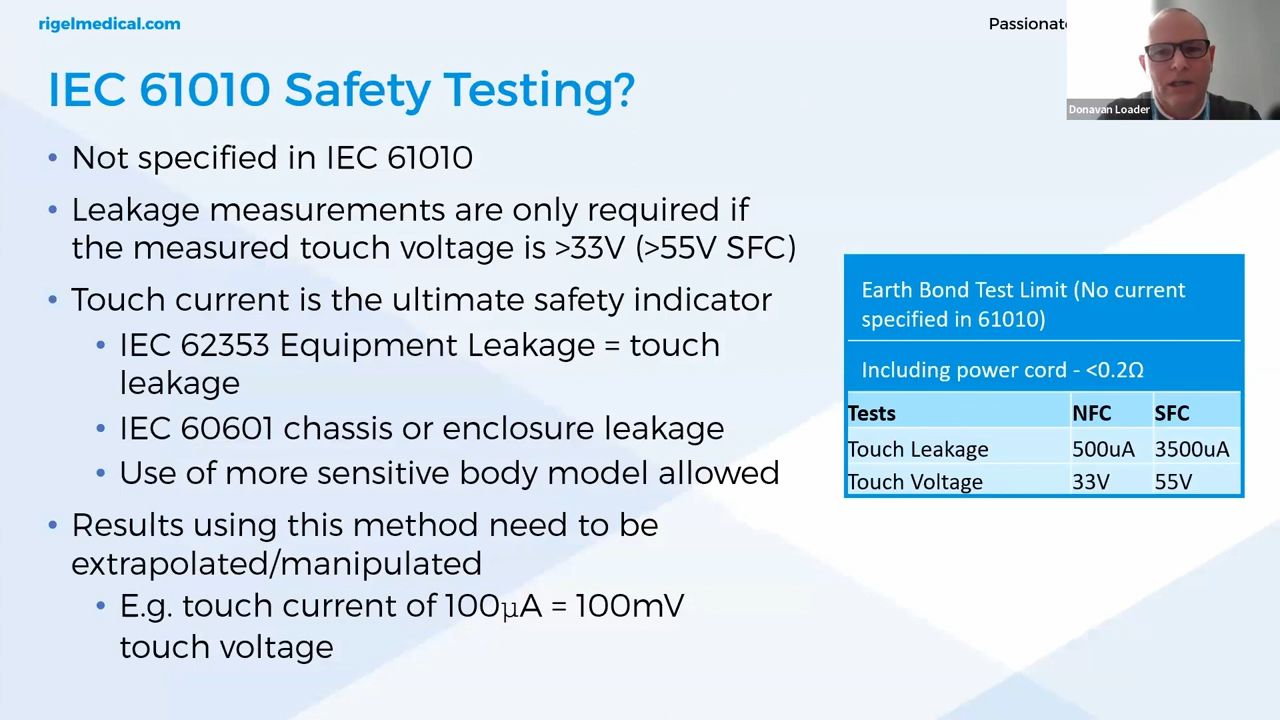 rigelmedical.com
Passionate
Donavan Loader
IEC 61010 Safety Testing?
• Not specified in IEC 61010
• Leakage measurements are only required if
the measured touch voltage is >33V (>55V SFC)
• Touch current is the ultimate safety indicator
• IEC 62353 Equipment Leakage = touch
leakage
• IEC 60601 chassis or enclosure leakage
• Use of more sensitive body model allowed
• Results using this method need to be
extrapolated/manipulated
• E.g. touch current of 100µA = 100mV
touch voltage
Earth Bond Test Limit (No current
specified in 61010)
Including power cord - <0.2Ω
Tests NFC SFC
Touch Leakage 500uA 3500uA
Touch Voltage 33V 55V